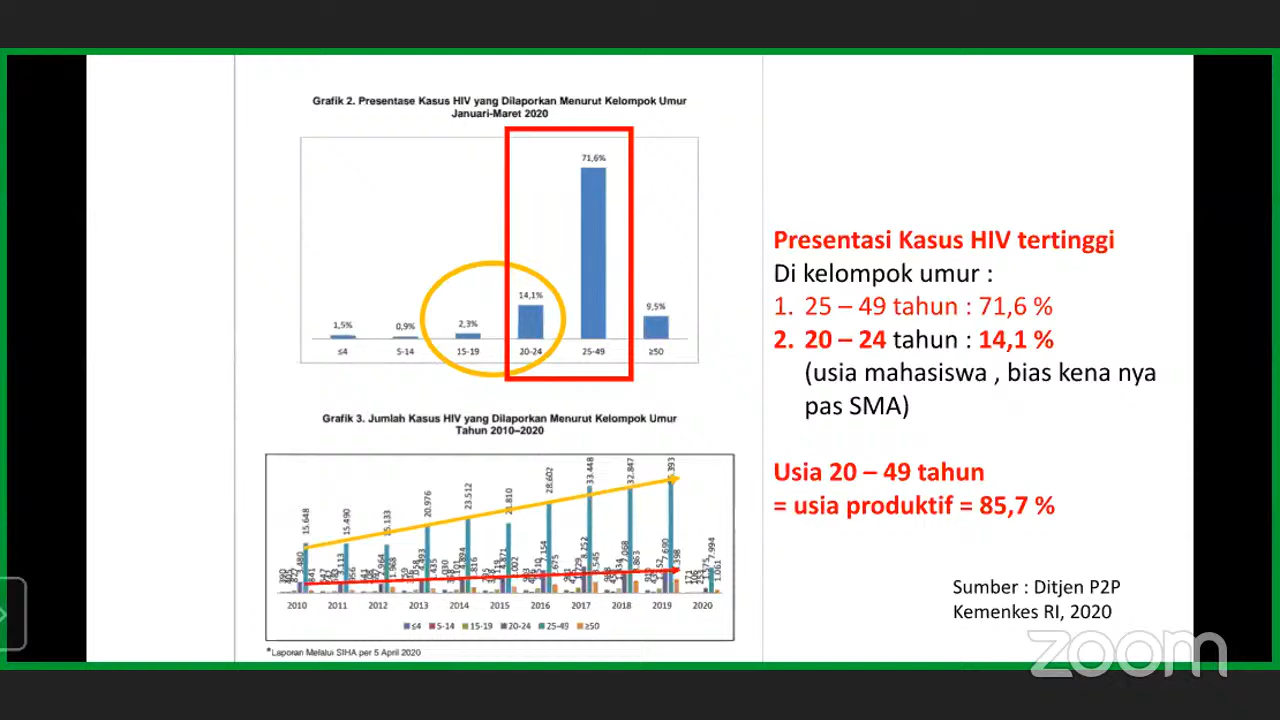 Grafik 2. Presentase Kasus HIV yang Dilaporkan Menurut Kelompok Umur
Januari-Maret 2020
71,6%
14,1%
9,5%
2,3%
1,5%
0,9%
≤4 5-14 15-19 20-24 25-49 ≥50
Presentasi Kasus HIV tertinggi
Di kelompok umur :
1. 25 – 49 tahun : 71,6 %
2. 20 – 24 tahun : 14,1 %
(usia mahasiswa , bias kena nya
pas SMA)
Usia 20 – 49 tahun
= usia produktif = 85,7 %
Grafik 3. Jumlah Kasus HIV yang Dilaporkan Menurut Kelompok Umur
Tahun 2010–2020
15.648
15.490
20.976
23.512
28.602
33.448
32.847
7.994
1.061
2010 2011 2012 2013 2014 2015 2016 2017 2018 2019 2020
≤4 5-14 15-19 20-24 25-49 ≥50
*Laporan Melalui SIHA per 5 April 2020
Sumber : Ditjen P2P
Kemenkes RI, 2020
zoom